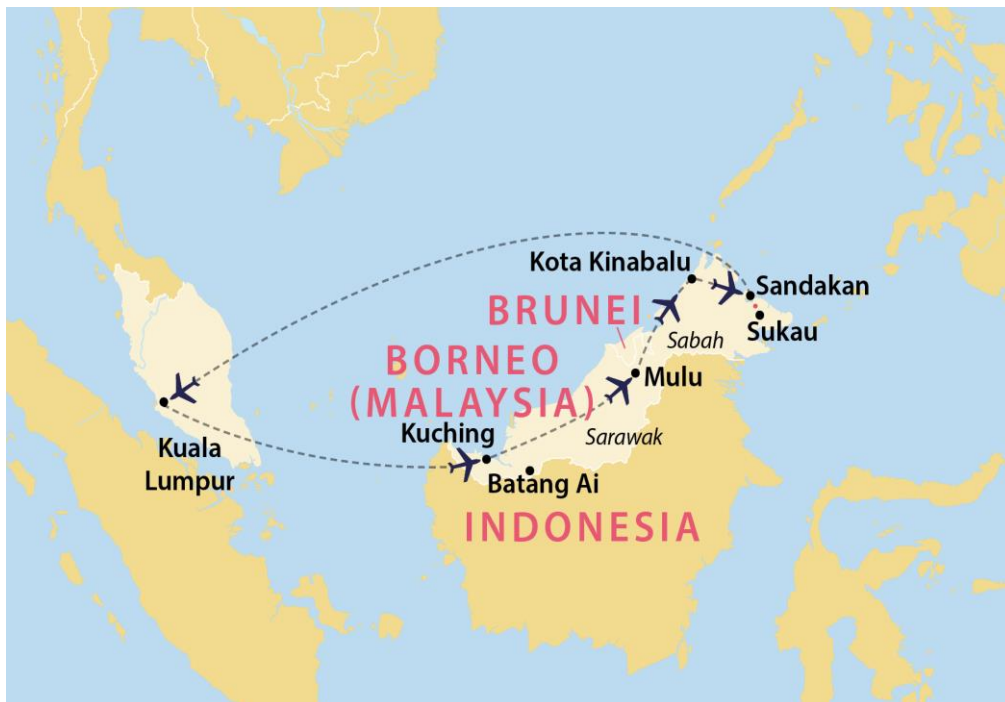 Kota Kinabalu
Sandakan
BRUNEI
Sukau
Sabah
BORNEO
(MALAYSIA)
Mulu
Kuching
Sarawak
Kuala
Lumpur
Batang Ai
INDONESIA